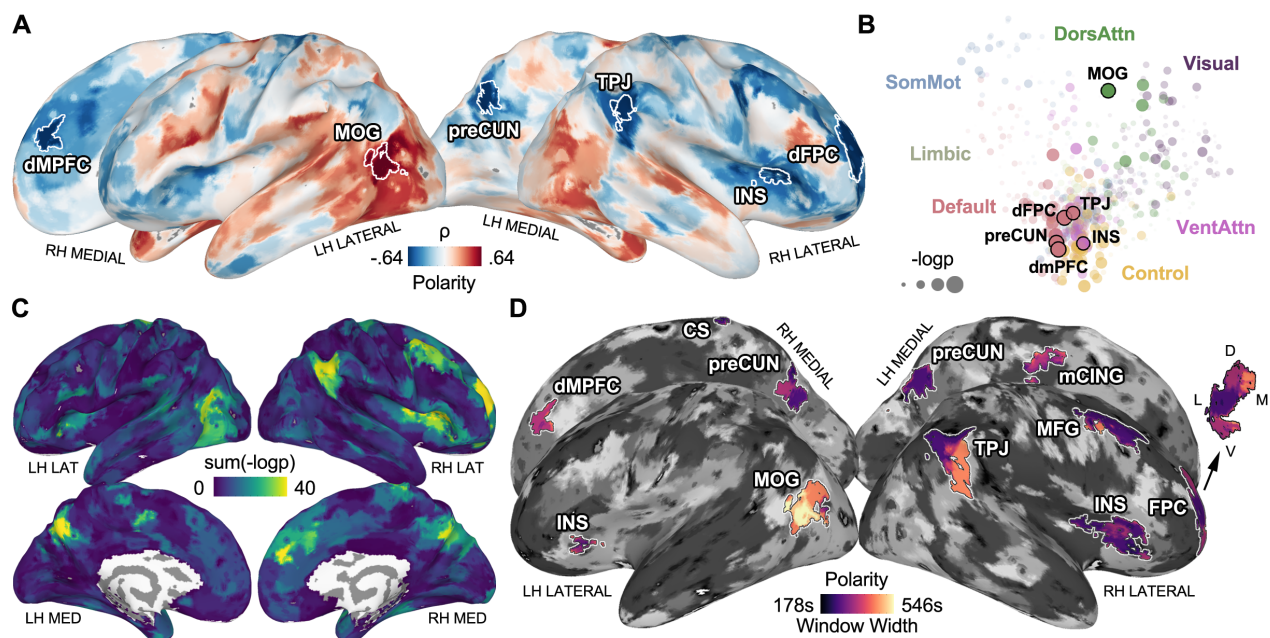 A
dMPFC
MOG
preCUN
TPJ
dFPC
INS
RH MEDIAL
LH LATERAL
LH MEDIAL
RH LATERAL
ρ
-.64 .64
Polarity
B
DorsAttn
MOG
Visual
SomMot
Limbic
Default
dFPC TPJ
VentAttn
preCUN INS
dmPFC
Control
-logp
C
LH LAT
RH LAT
sum(-logp)
0 40
LH MED
RH MED
D
CS
RH MEDIAL
LH MEDIAL
preCUN
preCUN
dMPFC
mCING
D
L M
V
MFG
TPJ
MOG
INS
INS
FPC
LH LATERAL
Polarity
178s 546s
Window Width
RH LATERAL